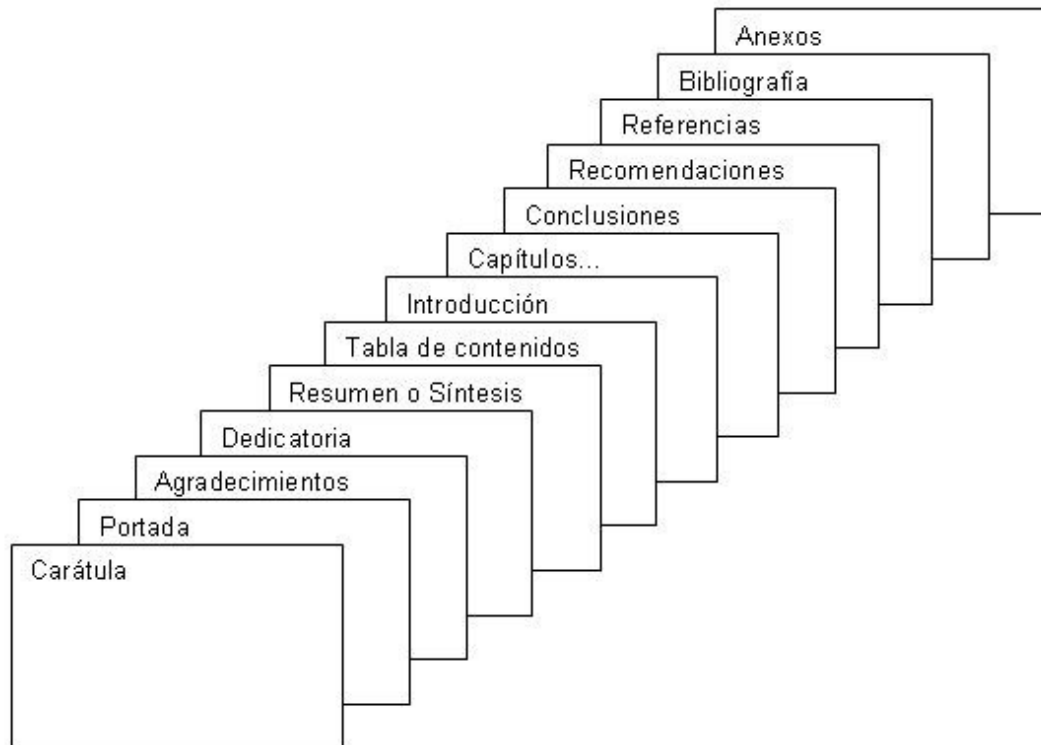 Anexos
Bibliografía
Referencias
Recomendaciones
Conclusiones
Capítulos...
Introducción
Tabla de contenidos
Resumen o Síntesis
Dedicatoria
Agradecimientos
Portada
Carátula